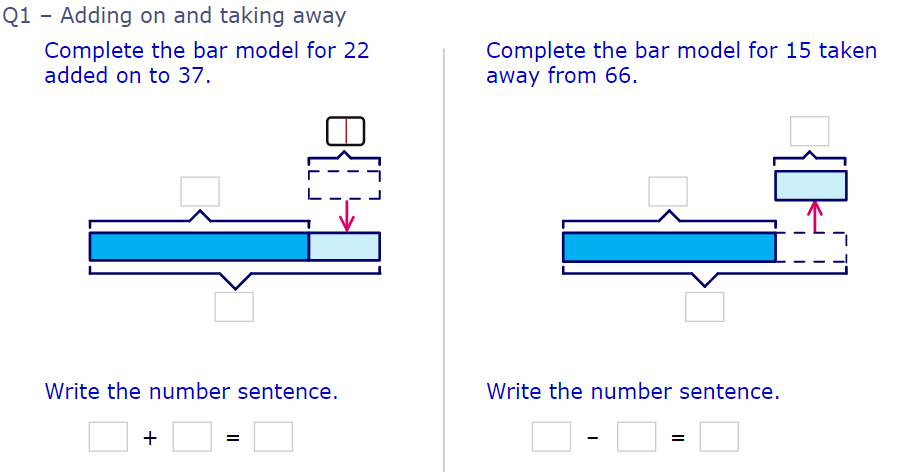 Q1 – Adding on and taking away
Complete the bar model for 22
added on to 37.
Write the number sentence.
+ =
Complete the bar model for 15 taken
away from 66.
Write the number sentence.
– =